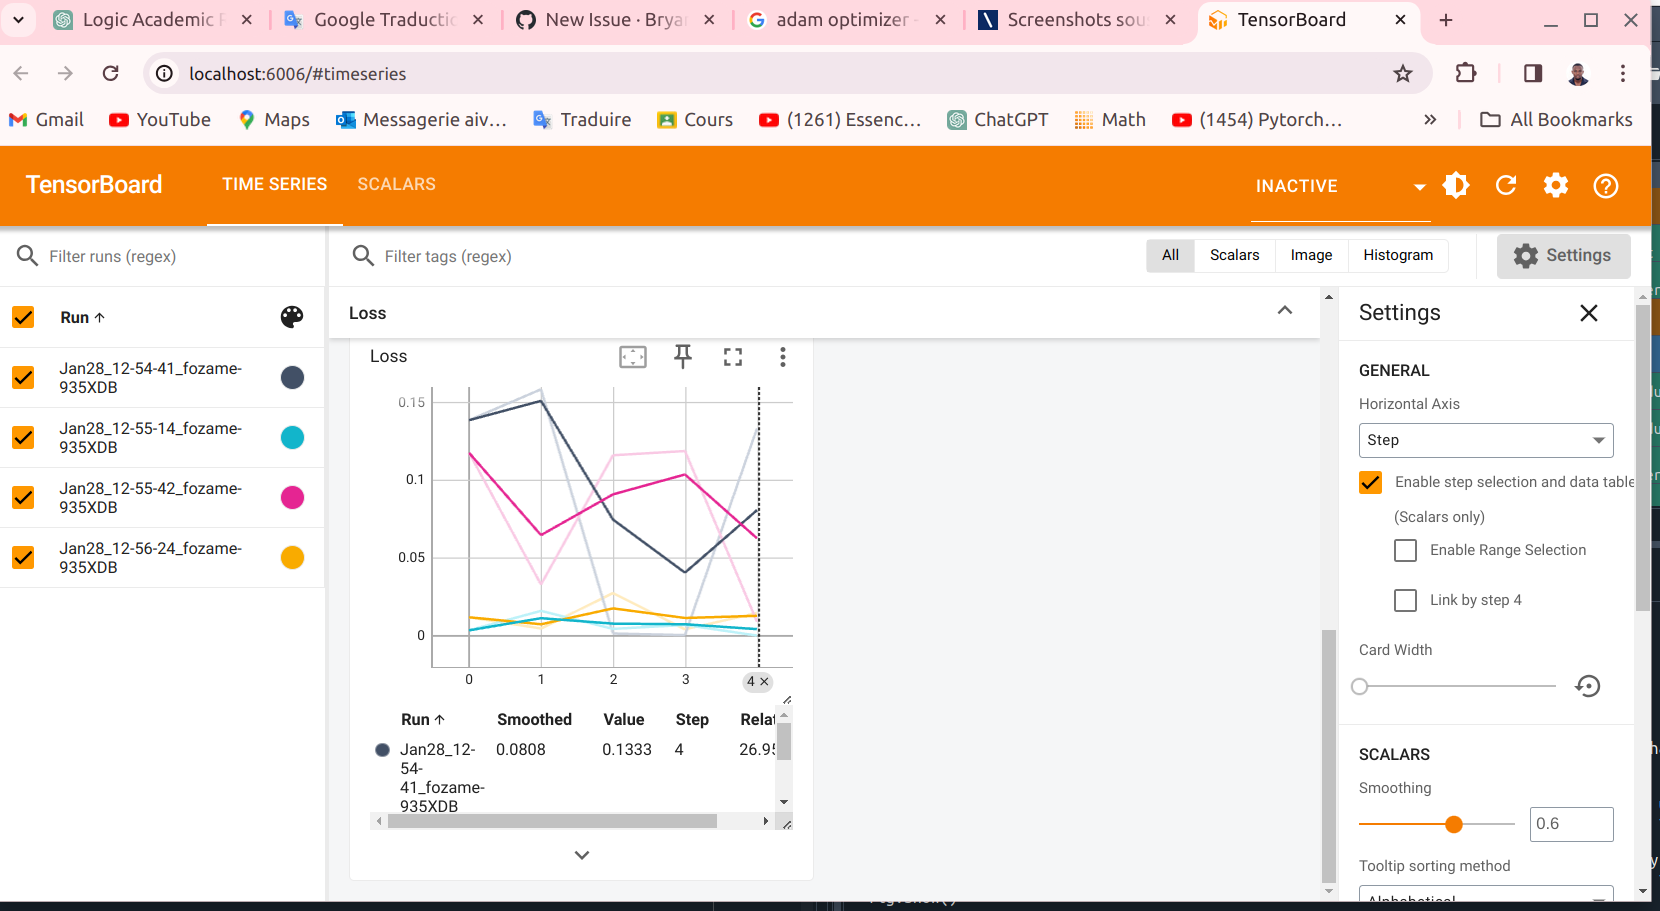 Logic Academic
Google Traductio
New Issue · Brya
adam optimizer
Screenshots sous
TensorBoard
localhost:6006/#timeseries
Gmail
YouTube
Maps
Messagerie aiv...
Traduire
Cours
(1261) Essenc...
ChatGPT
Math
(1454) Pytorch...
»
All Bookmarks
TensorBoard
TIME SERIES
SCALARS
INACTIVE
Filter runs (regex)
Filter tags (regex)
All
Scalars
Image
Histogram
Settings
Run ↑
Jan28_12-54-41_fozame-
935XDB
Jan28_12-55-14_fozame-
935XDB
Jan28_12-55-42_fozame-
935XDB
Jan28_12-56-24_fozame-
935XDB
Loss
Loss
0.15
0.1
0.05
0
0 1 2 3 4 ×
Run ↑ Smoothed Value Step Relat
Jan28_12- 0.0808 0.1333 4 26.95
54-
41_fozame-
935XDB
Settings
GENERAL
Horizontal Axis
Step
Enable step selection and data table
(Scalars only)
Enable Range Selection
Link by step 4
Card Width
SCALARS
Smoothing
0.6
Tooltip sorting method
Alphabetical